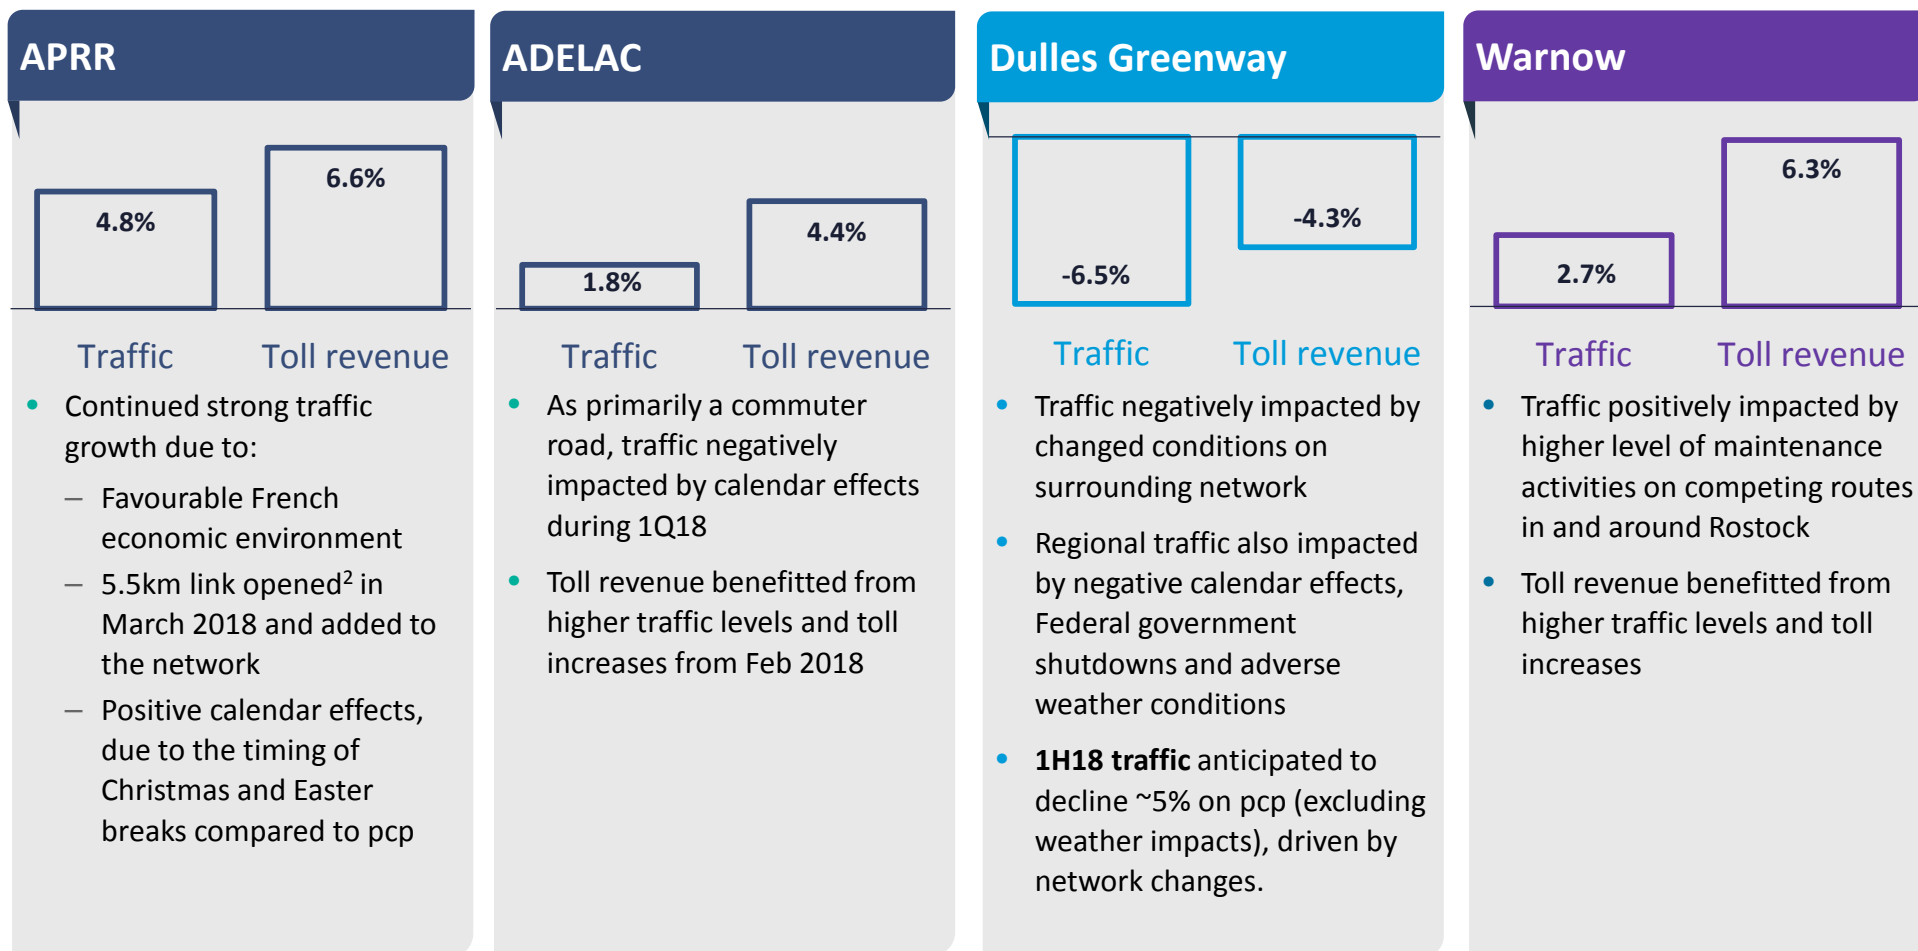 APRR
6.6%
4.8%
Traffic
Toll revenue
• Continued strong traffic
growth due to:
– Favourable French
economic environment
– 5.5km link opened² in
March 2018 and added to
the network
– Positive calendar effects,
due to the timing of
Christmas and Easter
breaks compared to pcp
ADELAC
4.4%
1.8%
Traffic
Toll revenue
• As primarily a commuter
road, traffic negatively
impacted by calendar effects
during 1Q18
• Toll revenue benefitted from
higher traffic levels and toll
increases from Feb 2018
Dulles Greenway
-4.3%
-6.5%
Traffic
Toll revenue
• Traffic negatively impacted by
changed conditions on
surrounding network
• Regional traffic also impacted
by negative calendar effects,
Federal government
shutdowns and adverse
weather conditions
• 1H18 traffic anticipated to
decline ~5% on pcp (excluding
weather impacts), driven by
network changes.
Warnow
6.3%
2.7%
Traffic
Toll revenue
• Traffic positively impacted by
higher level of maintenance
activities on competing routes
in and around Rostock
• Toll revenue benefitted from
higher traffic levels and toll
increases